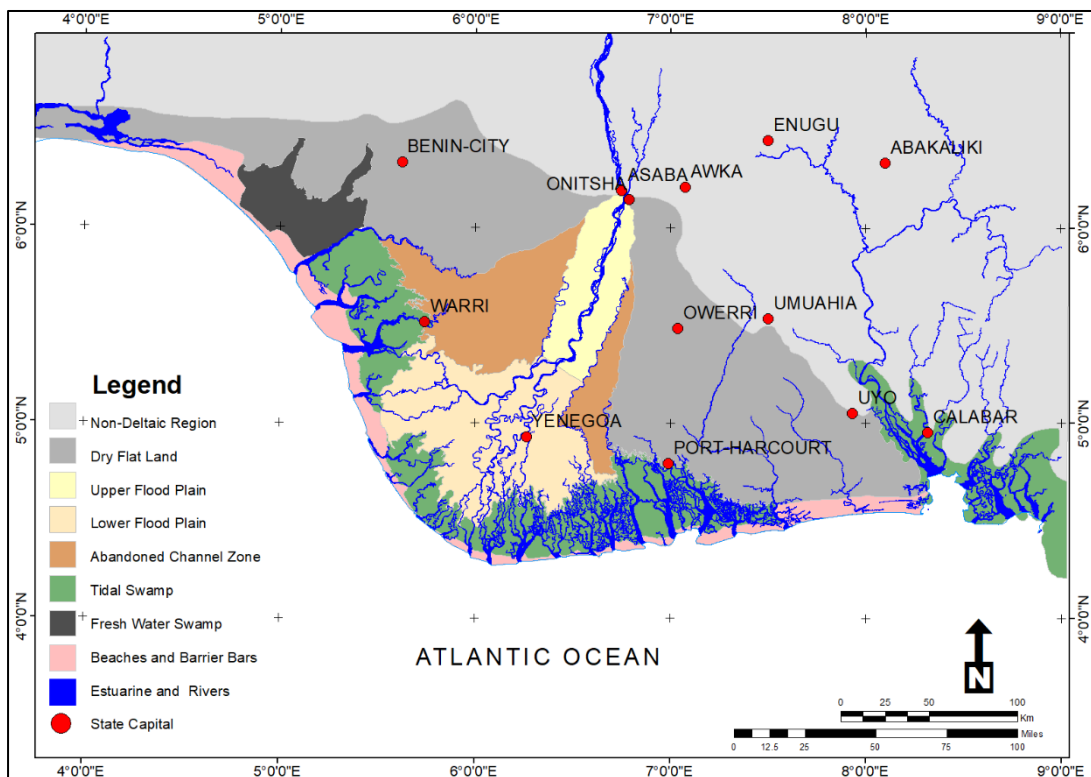 4°0'0"E 5°0'0"E 6°0'0"E 7°0'0"E 8°0'0"E 9°0'0"E
ENUGU
BENIN-CITY
ABAKALIKI
ONITSHA ASABA AWKA
6°0'0"N 6°0'0"N
WARRI
OWERRI
UMUAHIA
UYO
CALABAR
YENEGOA
PORT-HARCOURT
5°0'0"N 5°0'0"N
Legend
Non-Deltaic Region
Dry Flat Land
Upper Flood Plain
Lower Flood Plain
Abandoned Channel Zone
Tidal Swamp
Fresh Water Swamp
Beaches and Barrier Bars
Estuarine and Rivers
State Capital
4°0'0"N 4°0'0"N
ATLANTIC OCEAN
N
0 25 50 100
Km
Miles
0 12.5 25 50 75 100
4°0'0"E 5°0'0"E 6°0'0"E 7°0'0"E 8°0'0"E 9°0'0"E